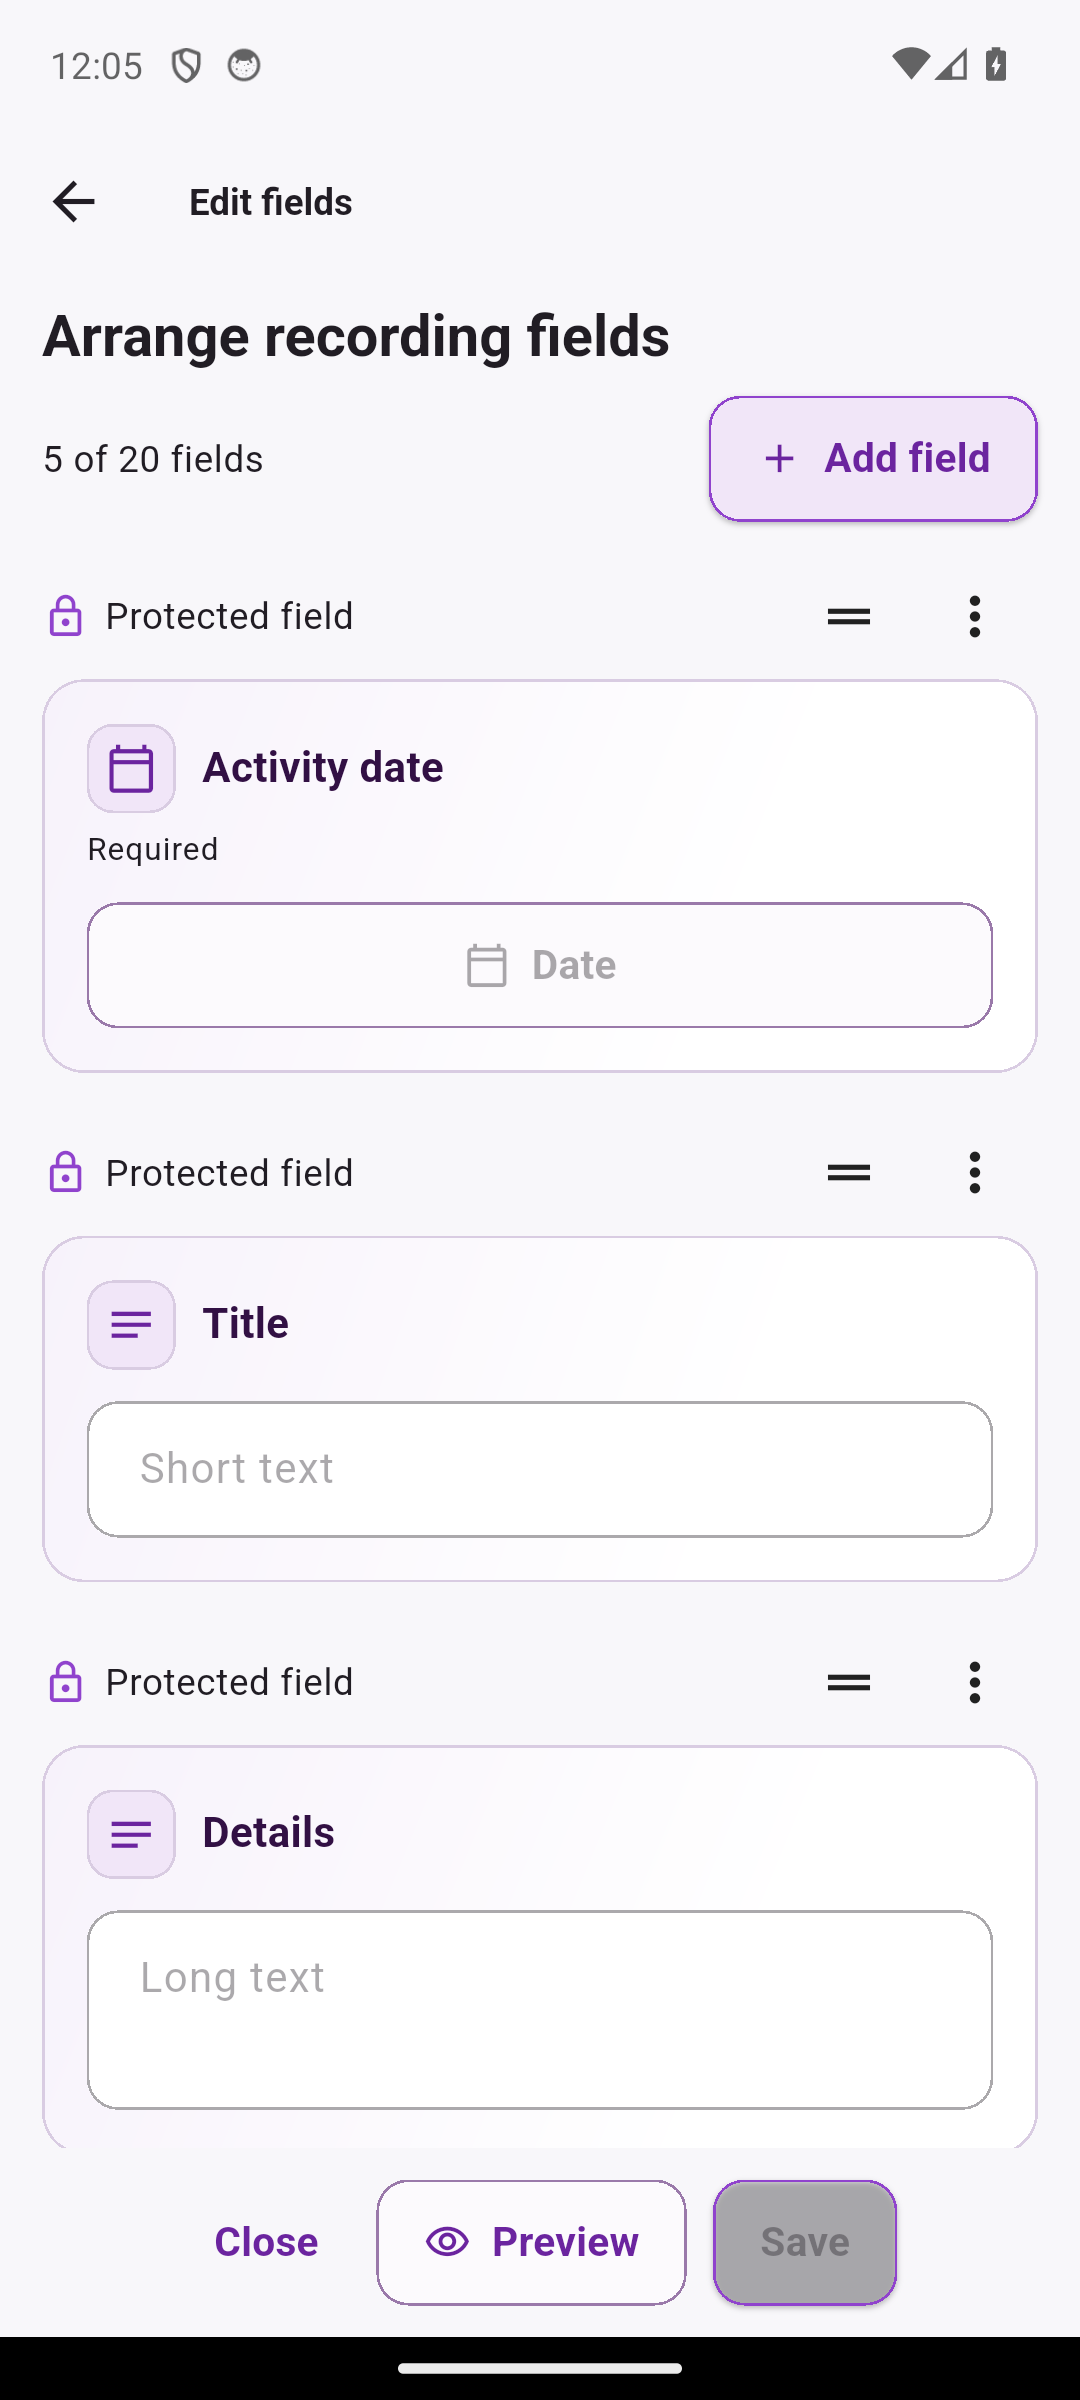 12:05
Edit fields
Arrange recording fields
5 of 20 fields
Add field
Protected field
Activity date
Required
Date
Protected field
Title
Short text
Protected field
Details
Long text
Close
Preview
Save